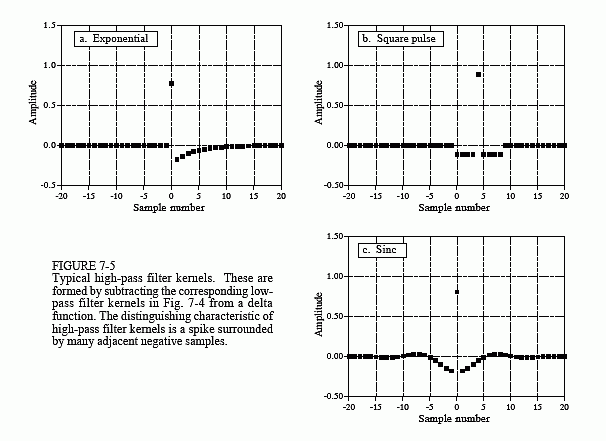 a. Exponential
1.5
1.0
0.5
0.0
-0.5
Amplitude
-20 -15 -10 -5 0 5 10 15 20
Sample number
b. Square pulse
1.50
1.00
0.50
0.00
-0.50
Amplitude
-20 -15 -10 -5 0 5 10 15 20
Sample number
FIGURE 7-5
Typical high-pass filter kernels. These are
formed by subtracting the corresponding low-
pass filter kernels in Fig. 7-4 from a delta
function. The distinguishing characteristic of
high-pass filter kernels is a spike surrounded
by many adjacent negative samples.
c. Sinc
1.50
1.00
0.50
0.00
-0.50
Amplitude
-20 -15 -10 -5 0 5 10 15 20
Sample number